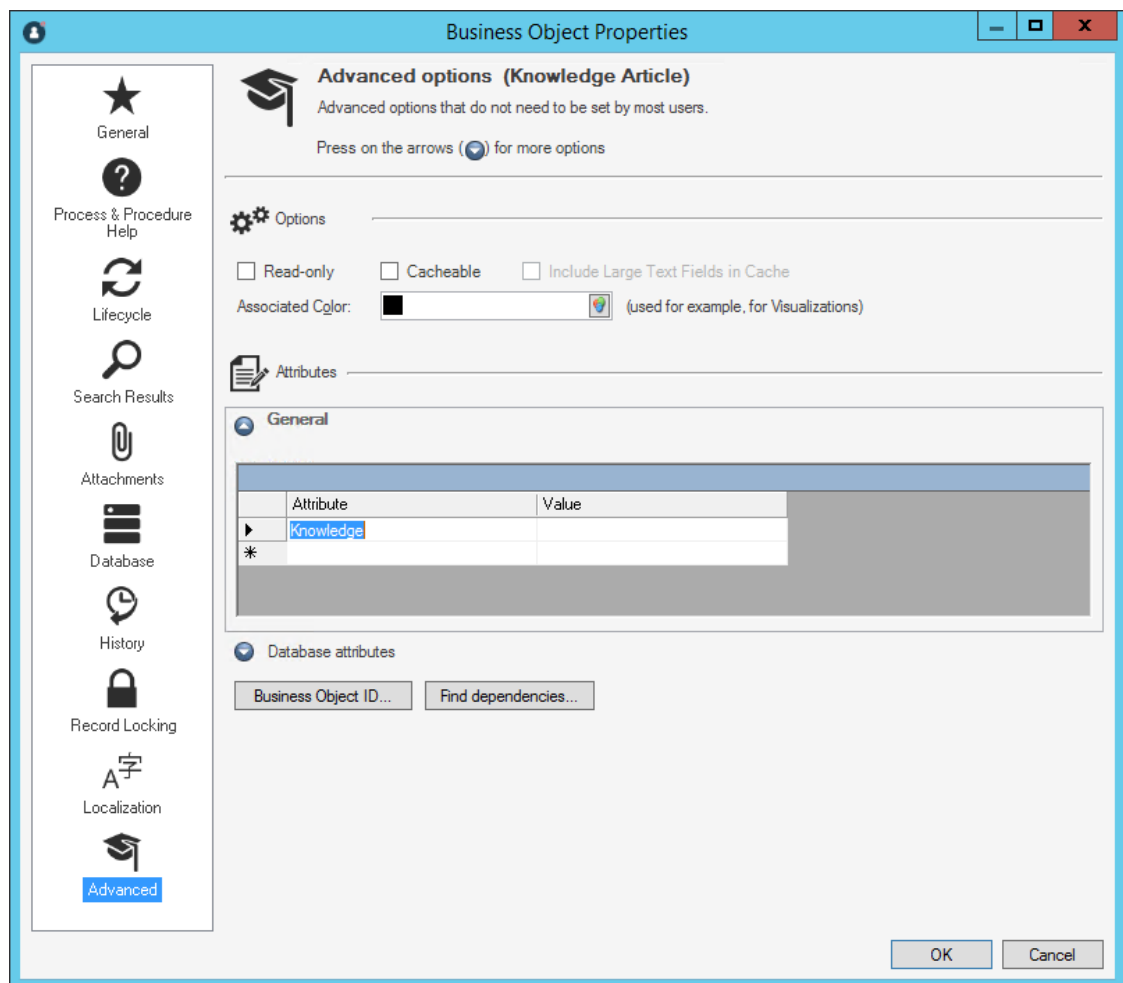 Business Object Properties
General
Process & Procedure
Help
Lifecycle
Search Results
Attachments
Database
History
Record Locking
A字
Localization
Advanced
Advanced options (Knowledge Article)
Advanced options that do not need to be set by most users.
Press on the arrows ( ) for more options
Options
Read-only Cacheable Include Large Text Fields in Cache
Associated Color: (used for example, for Visualizations)
Attributes
General
Attribute Value
Knowledge
Database attributes
Business Object ID... Find dependencies...
OK Cancel